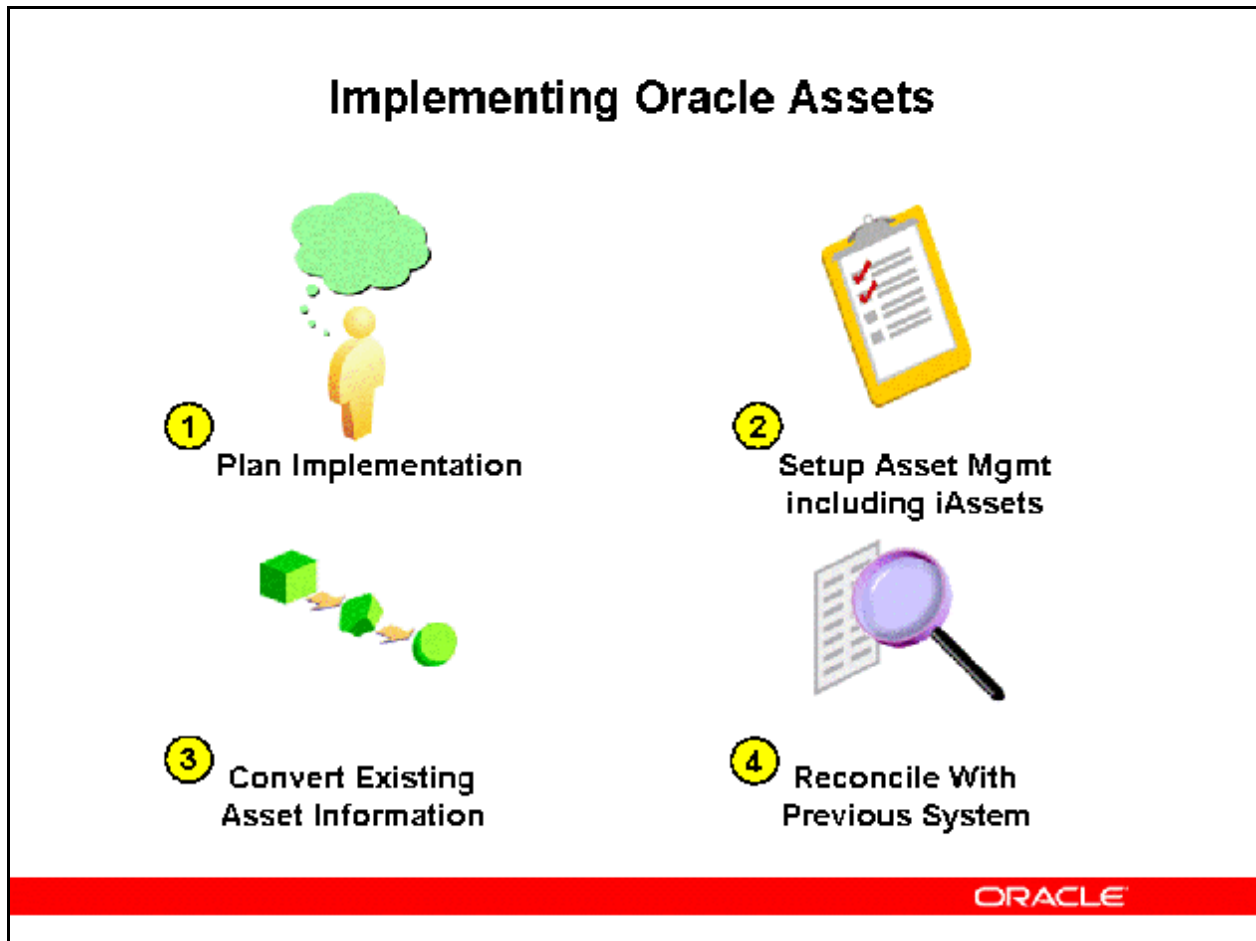 Implementing Oracle Assets
1
Plan Implementation
2
Setup Asset Mgmt
including iAssets
3
Convert Existing
Asset Information
4
Reconcile With
Previous System
ORACLE